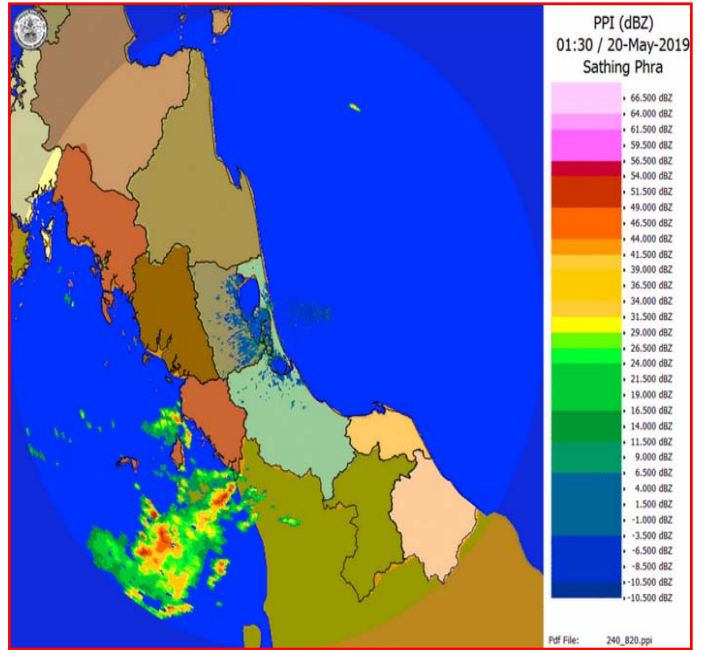 PPI (dBZ)
01:30 / 20-May-2019
Sathing Phra
66.500 dBZ
64.000 dBZ
61.500 dBZ
59.500 dBZ
56.500 dBZ
54.000 dBZ
51.500 dBZ
49.000 dBZ
46.500 dBZ
44.000 dBZ
41.500 dBZ
39.000 dBZ
36.500 dBZ
34.000 dBZ
31.500 dBZ
29.000 dBZ
26.500 dBZ
24.000 dBZ
21.500 dBZ
19.000 dBZ
16.500 dBZ
14.000 dBZ
11.500 dBZ
9.000 dBZ
6.500 dBZ
4.000 dBZ
1.500 dBZ
-1.000 dBZ
-3.500 dBZ
-6.500 dBZ
-8.500 dBZ
-10.500 dBZ
-10.500 dBZ
Pdf File: 240_820.ppi